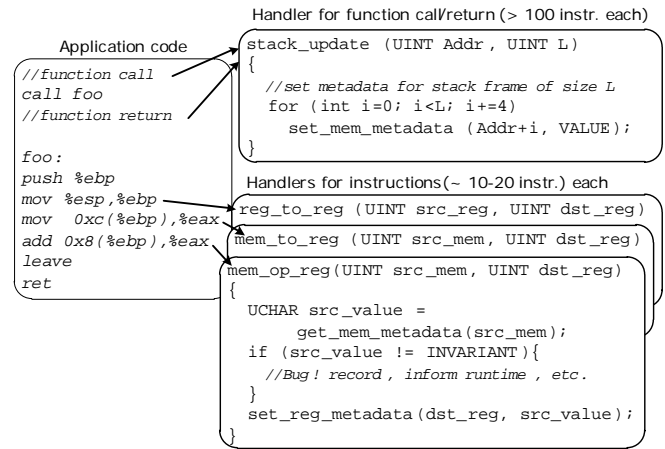 Handler for function call/return (> 100 instr. each)
Application code
//function call
call foo
//function return
foo:
push %ebp
mov %esp,%ebp
mov 0xc(%ebp),%eax
add 0x8(%ebp),%eax
leave
ret
stack_update (UINT Addr, UINT L)
{
//set metadata for stack frame of size L
for (int i=0; i<L; i+=4)
set_mem_metadata (Addr+i, VALUE);
}
Handlers for instructions(~ 10-20 instr.) each
reg_to_reg (UINT src_reg, UINT dst_reg)
mem_to_reg (UINT src_mem, UINT dst_reg)
mem_op_reg(UINT src_mem, UINT dst_reg)
{
UCHAR src_value =
get_mem_metadata(src_mem);
if (src_value != INVARIANT){
//Bug! record, inform runtime, etc.
}
set_reg_metadata(dst_reg, src_value);
}